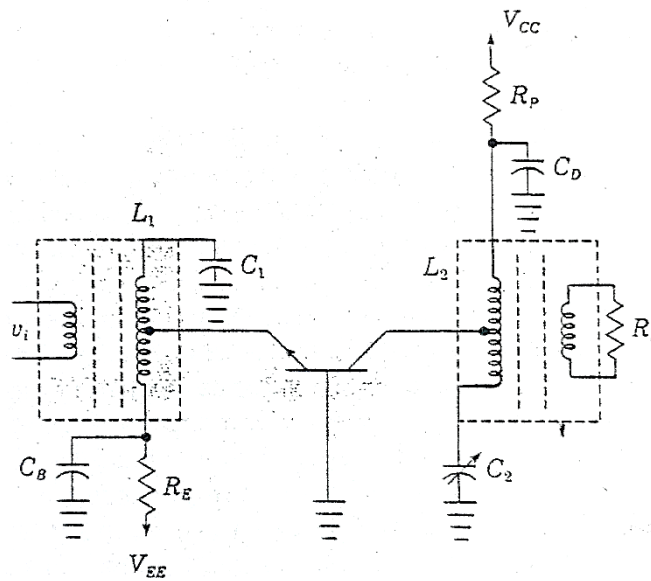 V_CC
R_P
C_D
L_1
C_1
L_2
v_i
R
C_B
R_E
C_2
V_EE